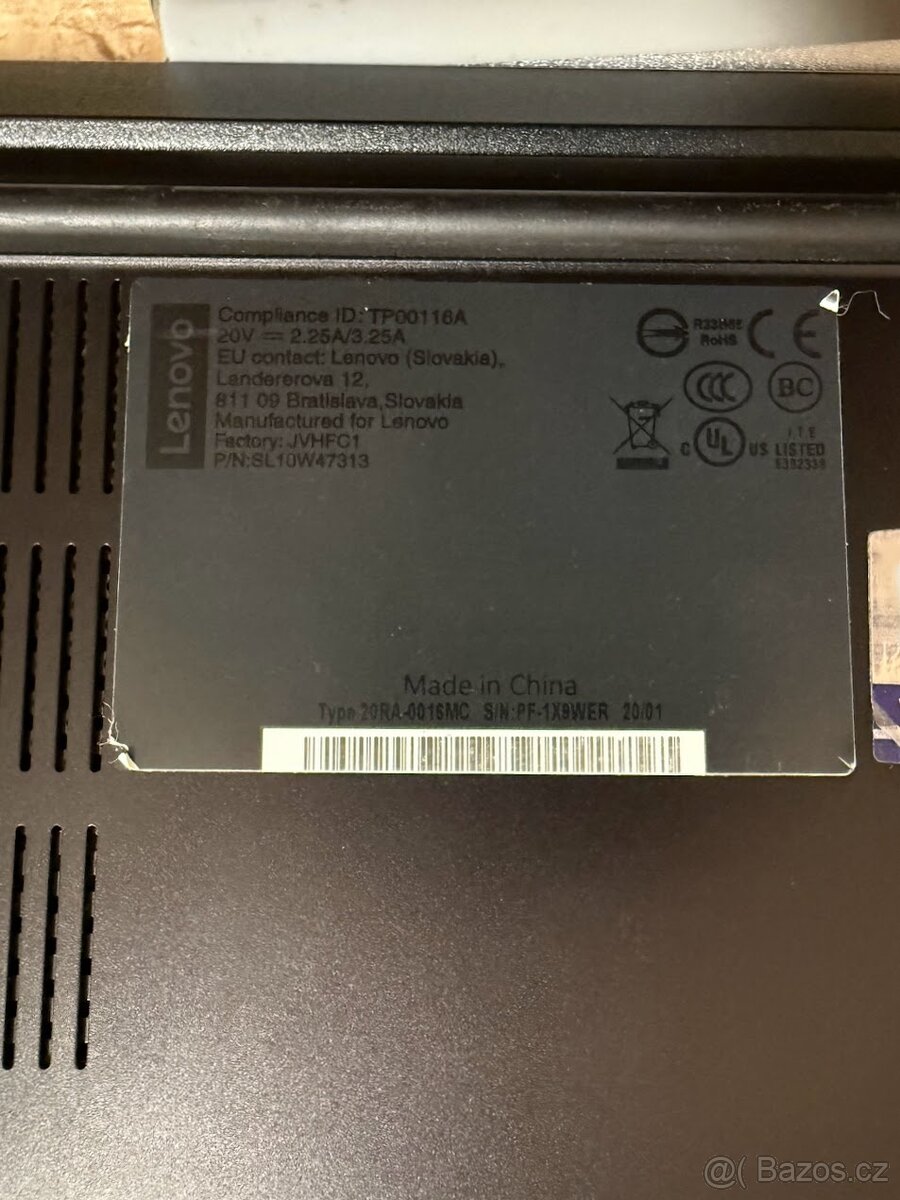 Lenovo
Compliance ID: TP00116A
20V ⎓ 2.25A/3.25A
EU contact: Lenovo (Slovakia),
Landererova 12,
811 09 Bratislava,Slovakia
Manufactured for Lenovo
Factory: JVHFC1
P/N:SL10W47313
RoHS
CE
CCC
BC
C UL US
ITE
LISTED
Made in China
Type 20RA-0016MC S/N:PF-1X9WER 20/01
@( Bazos.cz